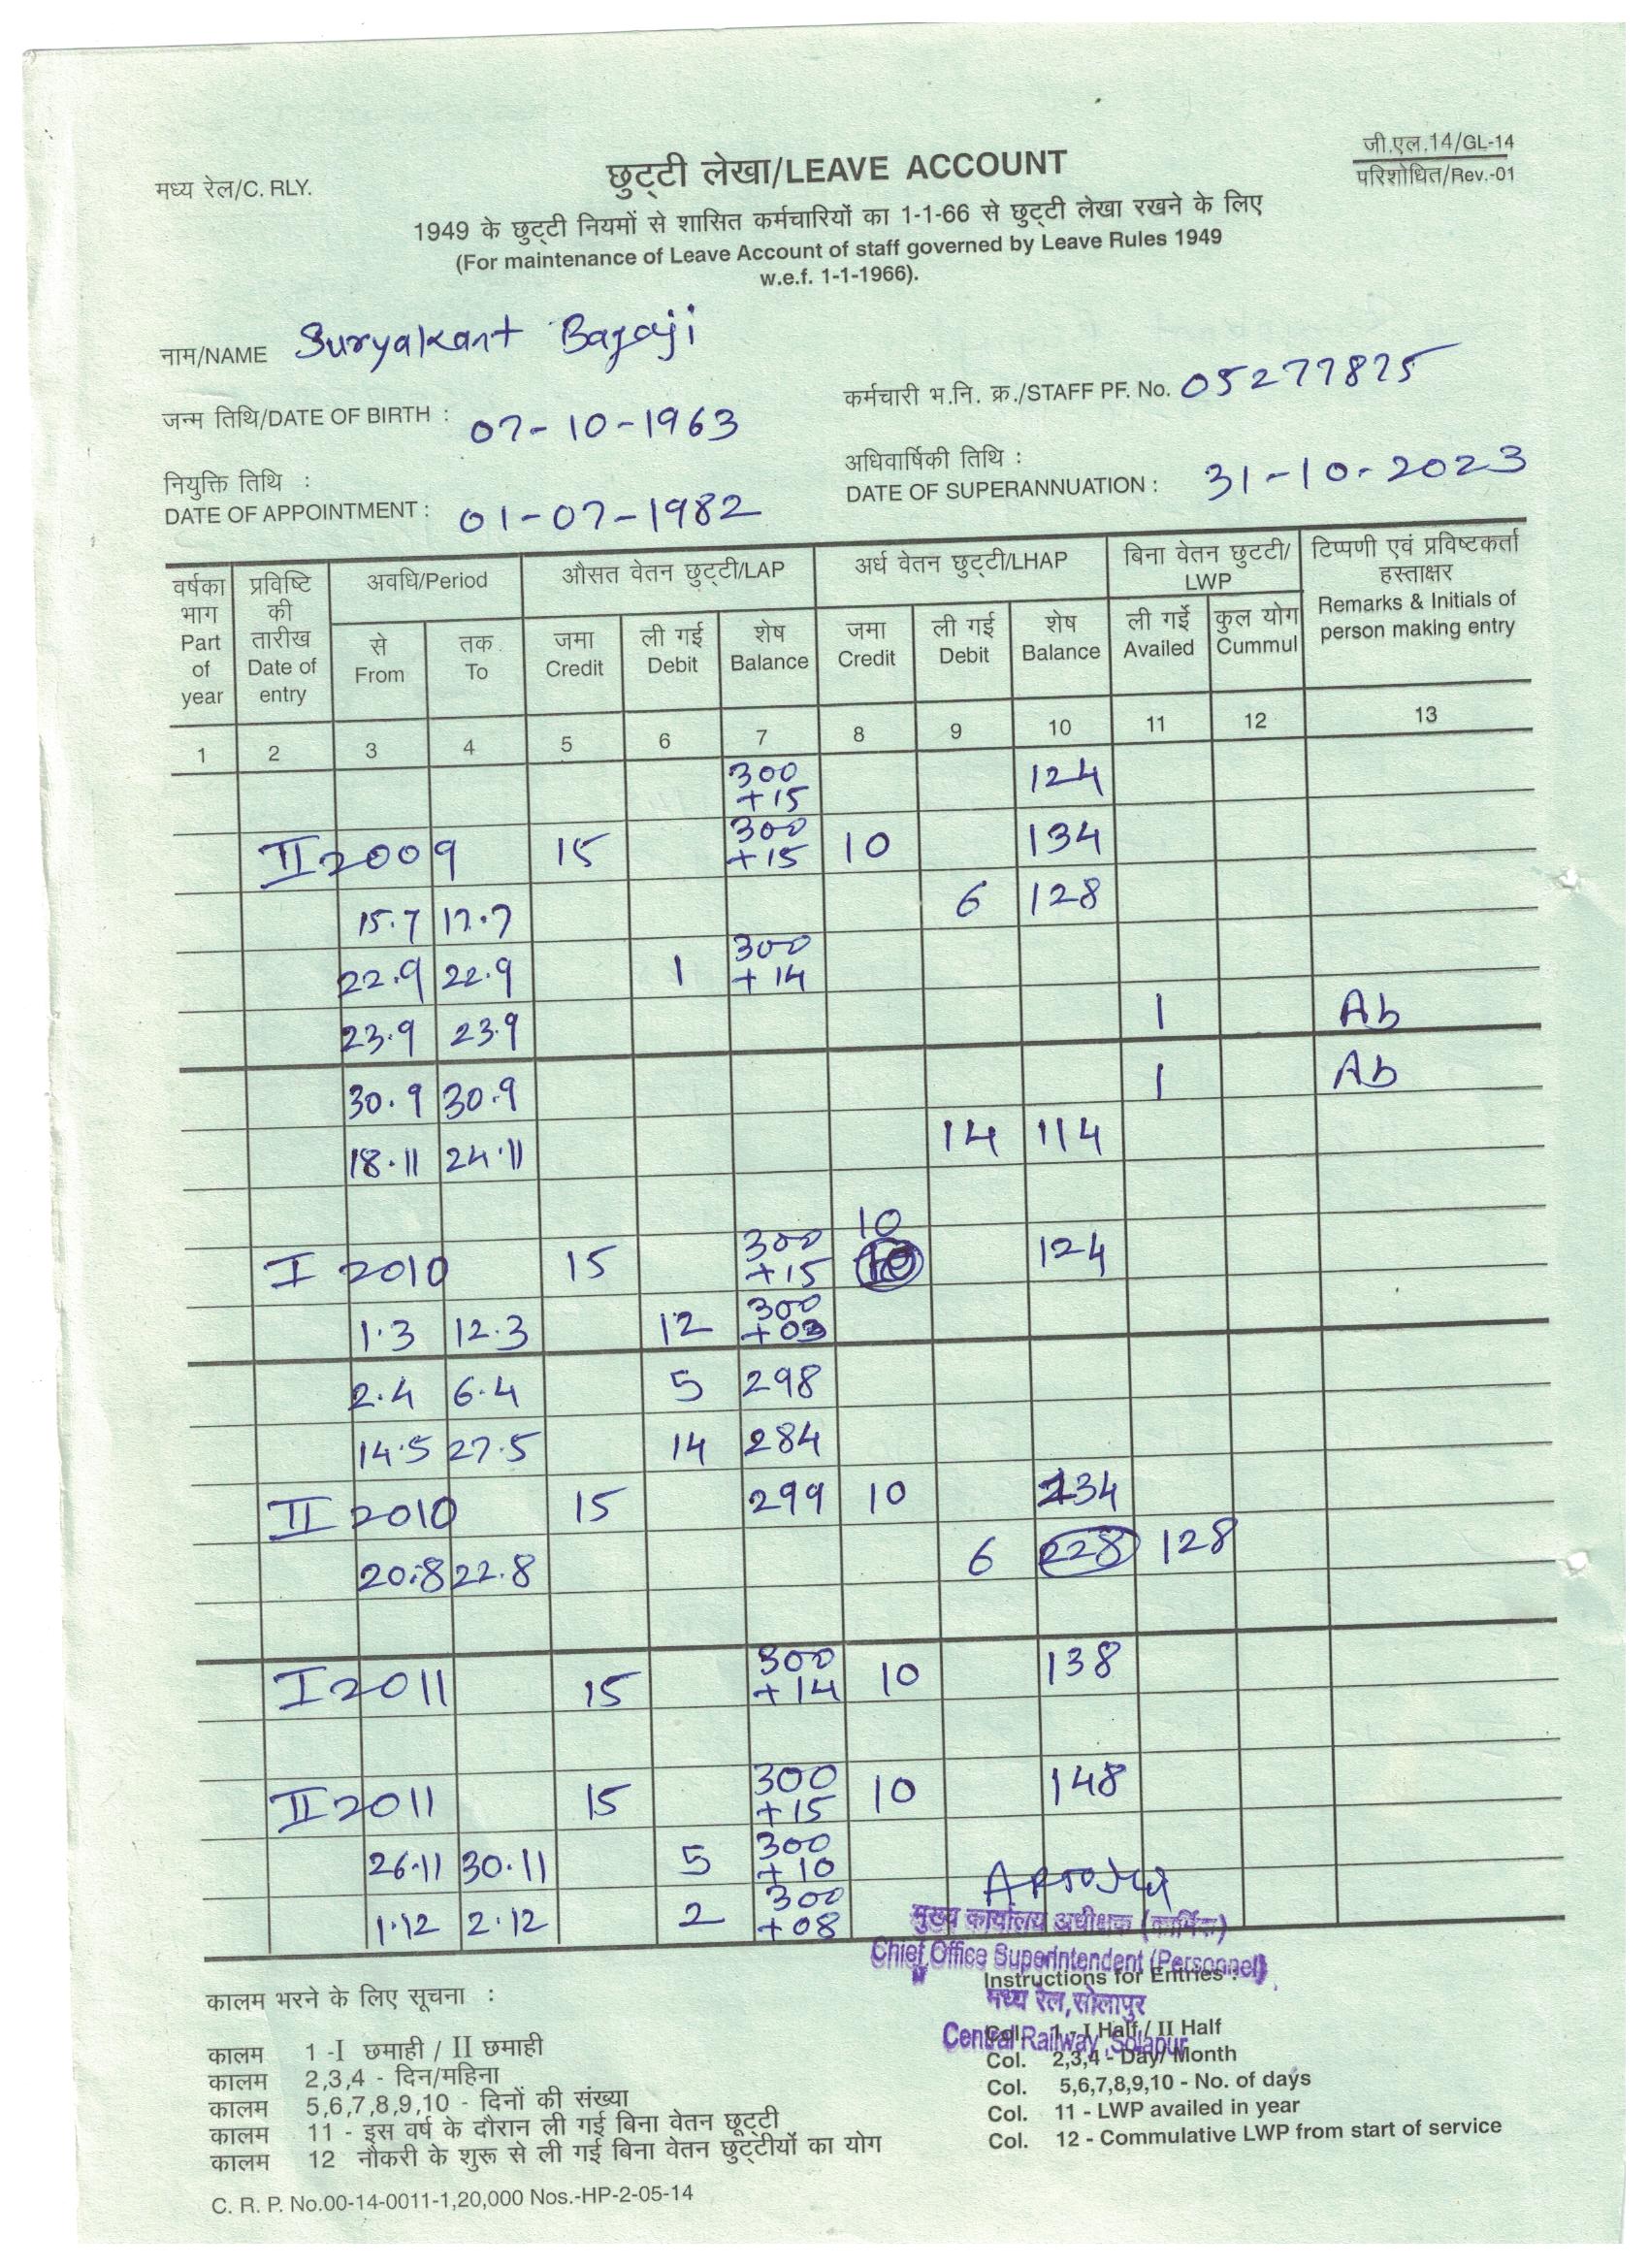 जी.एल.14/GL-14
मध्य रेल/C. RLY.
छुट्टी लेखा/LEAVE ACCOUNT
परिशोधित/Rev.-01
1949 के छुट्टी नियमों से शासित कर्मचारियों का 1-1-66 से छुट्टी लेखा रखने के लिए
(For maintenance of Leave Account of staff governed by Leave Rules 1949
w.e.f. 1-1-1966).
नाम/NAME Suryakant Bagaji
कर्मचारी भ.नि. क्र./STAFF PF. No. 05277875
जन्म तिथि/DATE OF BIRTH : 07-10-1963
नियुक्ति तिथि :
DATE OF APPOINTMENT : 01-07-1982
अधिवार्षिकी तिथि :
DATE OF SUPERANNUATION : 31-10-2023
वर्षका भाग Part of year
प्रविष्टि की तारीख Date of entry
अवधि/Period
औसत वेतन छुट्टी/LAP
अर्ध वेतन छुट्टी/LHAP
बिना वेतन छुटटी/ LWP
टिप्पणी एवं प्रविष्टकर्ता हस्ताक्षर Remarks & Initials of person making entry
से From
तक To
जमा Credit
ली गई Debit
शेष Balance
जमा Credit
ली गई Debit
शेष Balance
ली गईे Availed
कुल योग Cummul
1 2 3 4 5 6 7 8 9 10 11 12 13
300 +15 124
II 2009 15 300 +15 10 134
15.7 17.7 6 128
22.9 22.9 1 300 +14
23.9 23.9 1 Ab
30.9 30.9 1 Ab
18.11 24.11 14 114
10
I 2010 15 300 +15 10 124
1.3 12.3 12 300 +03
2.4 6.4 5 298
14.5 27.5 14 284
II 2010 15 299 10 134
20.8 22.8 6 228 128
I 2011 15 300 +14 10 138
II 2011 15 300 +15 10 148
26.11 30.11 5 300 +10
1.12 2.12 2 300 +08
मुख्य कार्यालय अधीक्षक (कार्मिक)
Chief Office Superintendent (Personnel)
मध्य रेल, सोलापुर
Central Railway, Solapur
कालम भरने के लिए सूचना :
कालम 1 -I छमाही / II छमाही
कालम 2,3,4 - दिन/महिना
कालम 5,6,7,8,9,10 - दिनों की संख्या
कालम 11 - इस वर्ष के दौरान ली गई बिना वेतन छूट्टी
कालम 12 नौकरी के शुरू से ली गई बिना वेतन छुट्टीयों का योग
Instructions for Entries :
Col. 1 - I Half / II Half
Col. 2,3,4 - Day/ Month
Col. 5,6,7,8,9,10 - No. of days
Col. 11 - LWP availed in year
Col. 12 - Commulative LWP from start of service
C. R. P. No.00-14-0011-1,20,000 Nos.-HP-2-05-14